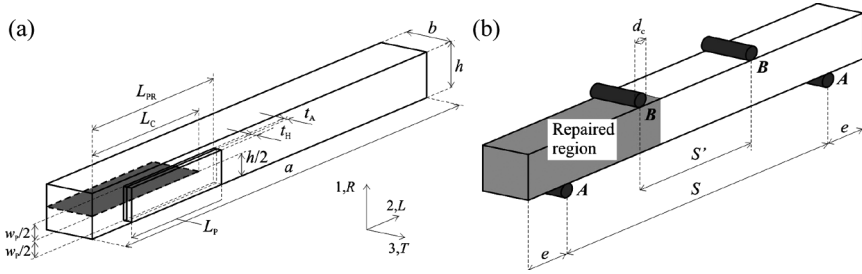 (a)
b
h
L_PR
L_C
t_A
t_H
h/2
a
w_P/2
w_P/2
L_P
1,R
2,L
3,T
(b)
d_c
B
B
A
Repaired
region
S'
S
e
A
e